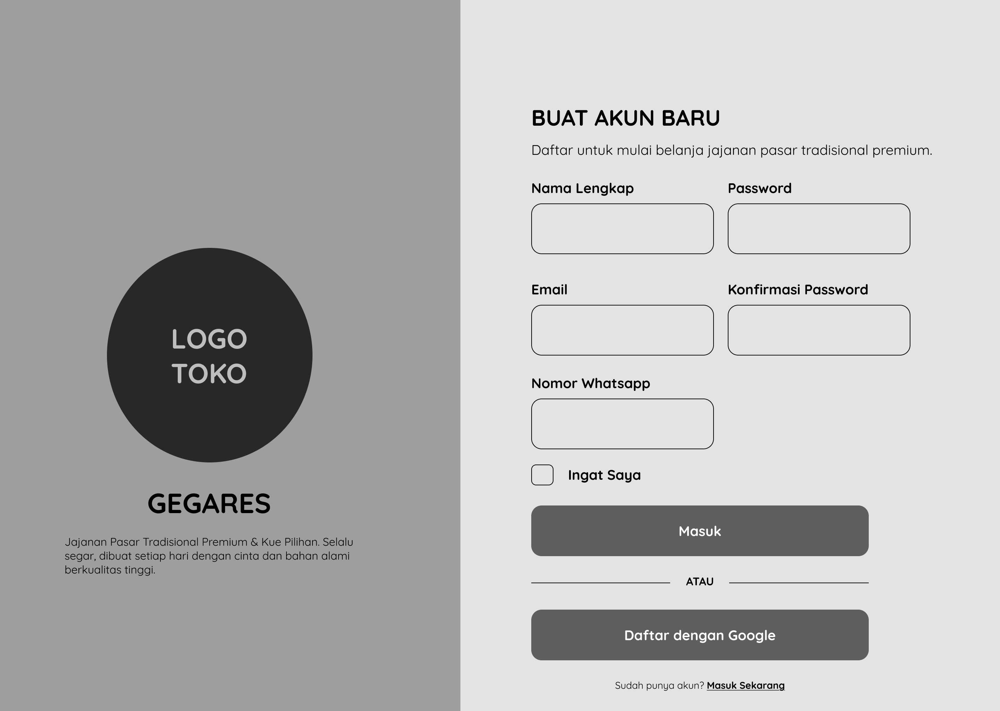 LOGO
TOKO
GEGARES
Jajanan Pasar Tradisional Premium & Kue Pilihan. Selalu
segar, dibuat setiap hari dengan cinta dan bahan alami
berkualitas tinggi.
BUAT AKUN BARU
Daftar untuk mulai belanja jajanan pasar tradisional premium.
Nama Lengkap
Password
Email
Konfirmasi Password
Nomor Whatsapp
Ingat Saya
Masuk
ATAU
Daftar dengan Google
Sudah punya akun? Masuk Sekarang